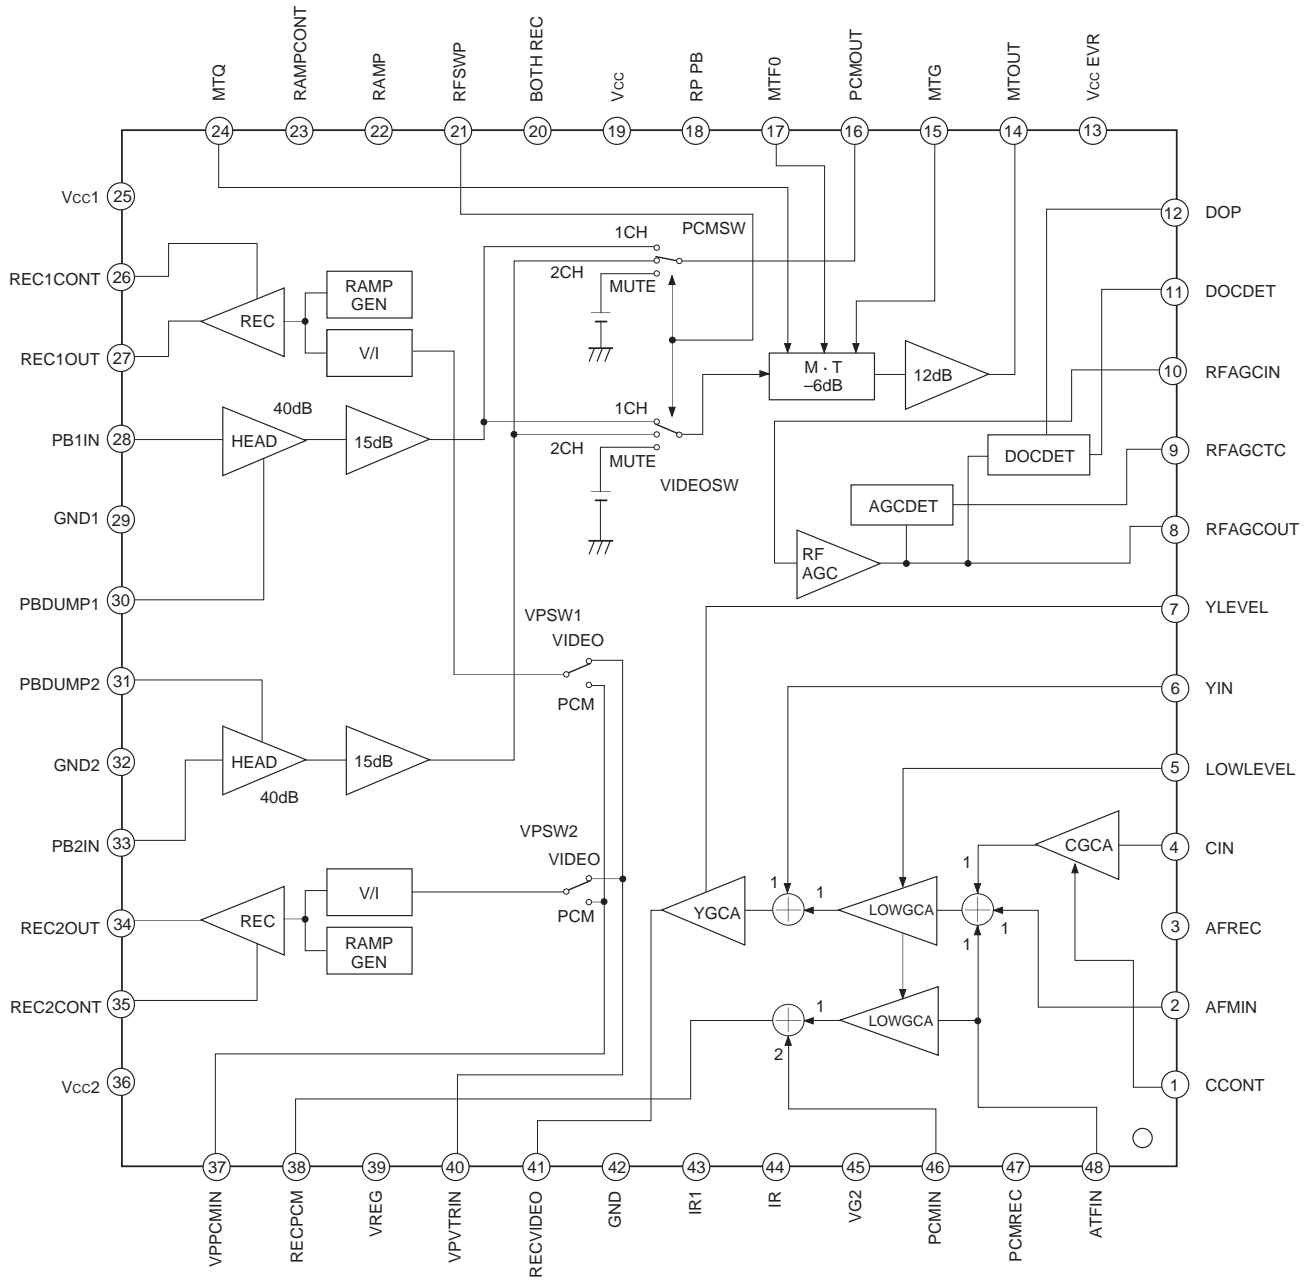 MTQ
RAMPCONT
RAMP
RFSWP
BOTH REC
Vcc
RP PB
MTF0
PCMOUT
MTG
MTOUT
Vcc EVR
24
23
22
21
20
19
18
17
16
15
14
13
Vcc1
25
REC1CONT
26
REC1OUT
27
PB1IN
28
GND1
29
PBDUMP1
30
PBDUMP2
31
GND2
32
PB2IN
33
REC2OUT
34
REC2CONT
35
Vcc2
36
REC
RAMP
GEN
V/I
HEAD
40dB
15dB
HEAD
40dB
15dB
REC
V/I
RAMP
GEN
PCMSW
1CH
2CH
MUTE
1CH
2CH
MUTE
VIDEOSW
VPSW1
VIDEO
PCM
VPSW2
VIDEO
PCM
M · T
–6dB
12dB
DOCDET
AGCDET
RF
AGC
CGCA
1
1
1
1
1
LOWGCA
YGCA
1
2
LOWGCA
12
DOP
11
DOCDET
10
RFAGCIN
9
RFAGCTC
8
RFAGCOUT
7
YLEVEL
6
YIN
5
LOWLEVEL
4
CIN
3
AFREC
2
AFMIN
1
CCONT
37
38
39
40
41
42
43
44
45
46
47
48
VPPCMIN
RECPCM
VREG
VPVTRIN
RECVIDEO
GND
IR1
IR
VG2
PCMIN
PCMREC
ATFIN